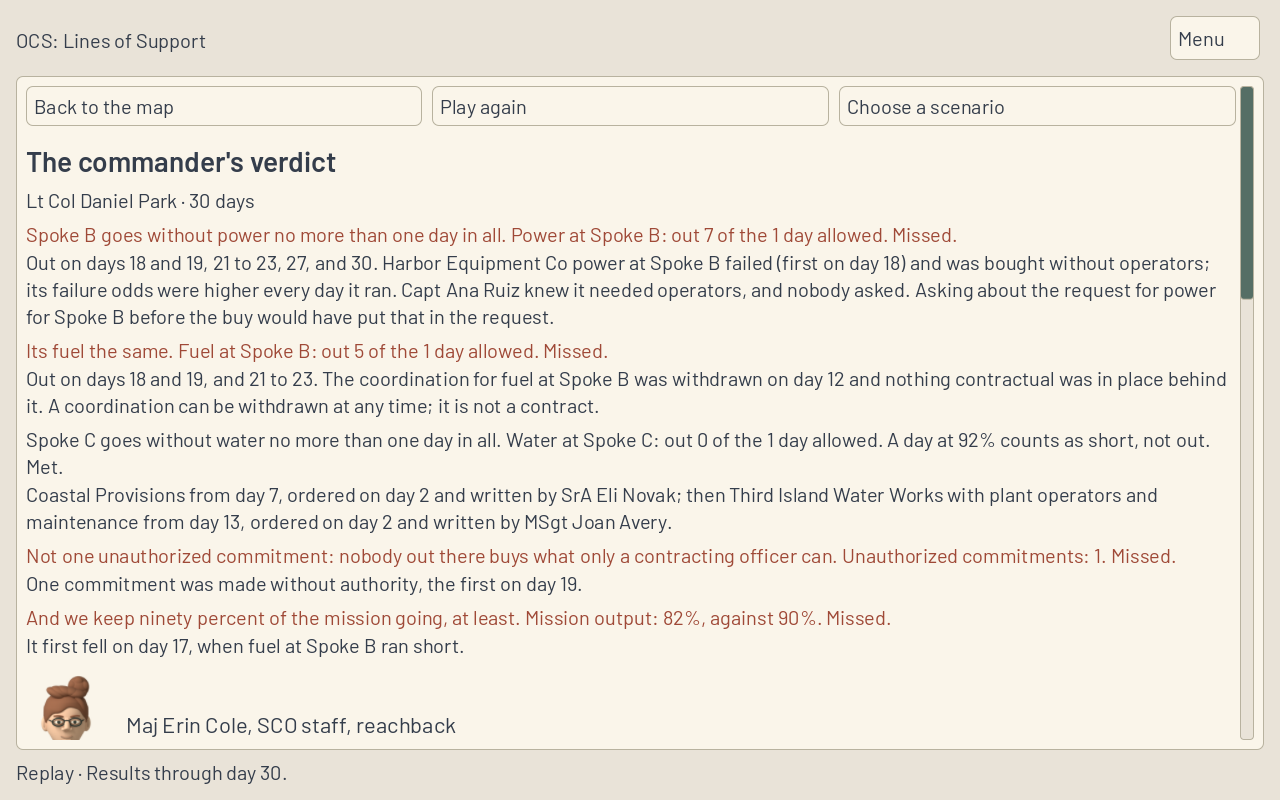 OCS: Lines of Support
Menu
Back to the map
Play again
Choose a scenario
The commander's verdict
Lt Col Daniel Park · 30 days
Spoke B goes without power no more than one day in all. Power at Spoke B: out 7 of the 1 day allowed. Missed.
Out on days 18 and 19, 21 to 23, 27, and 30. Harbor Equipment Co power at Spoke B failed (first on day 18) and was bought without operators;
its failure odds were higher every day it ran. Capt Ana Ruiz knew it needed operators, and nobody asked. Asking about the request for power
for Spoke B before the buy would have put that in the request.
Its fuel the same. Fuel at Spoke B: out 5 of the 1 day allowed. Missed.
Out on days 18 and 19, and 21 to 23. The coordination for fuel at Spoke B was withdrawn on day 12 and nothing contractual was in place behind
it. A coordination can be withdrawn at any time; it is not a contract.
Spoke C goes without water no more than one day in all. Water at Spoke C: out 0 of the 1 day allowed. A day at 92% counts as short, not out.
Met.
Coastal Provisions from day 7, ordered on day 2 and written by SrA Eli Novak; then Third Island Water Works with plant operators and
maintenance from day 13, ordered on day 2 and written by MSgt Joan Avery.
Not one unauthorized commitment: nobody out there buys what only a contracting officer can. Unauthorized commitments: 1. Missed.
One commitment was made without authority, the first on day 19.
And we keep ninety percent of the mission going, at least. Mission output: 82%, against 90%. Missed.
It first fell on day 17, when fuel at Spoke B ran short.
Maj Erin Cole, SCO staff, reachback
Replay · Results through day 30.